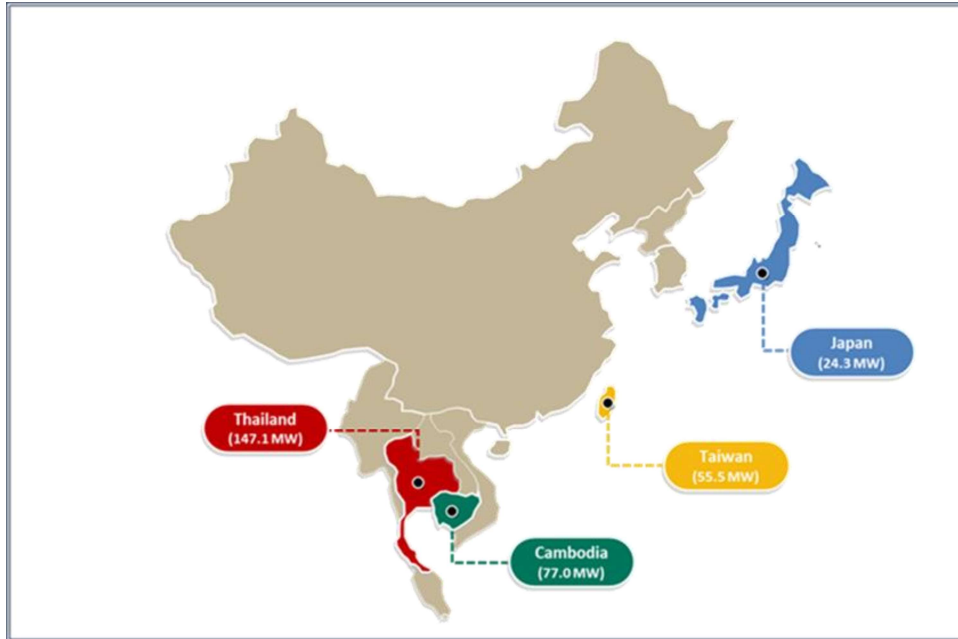 Japan
(24.3 MW)
Thailand
(147.1 MW)
Taiwan
(55.5 MW)
Cambodia
(77.0 MW)